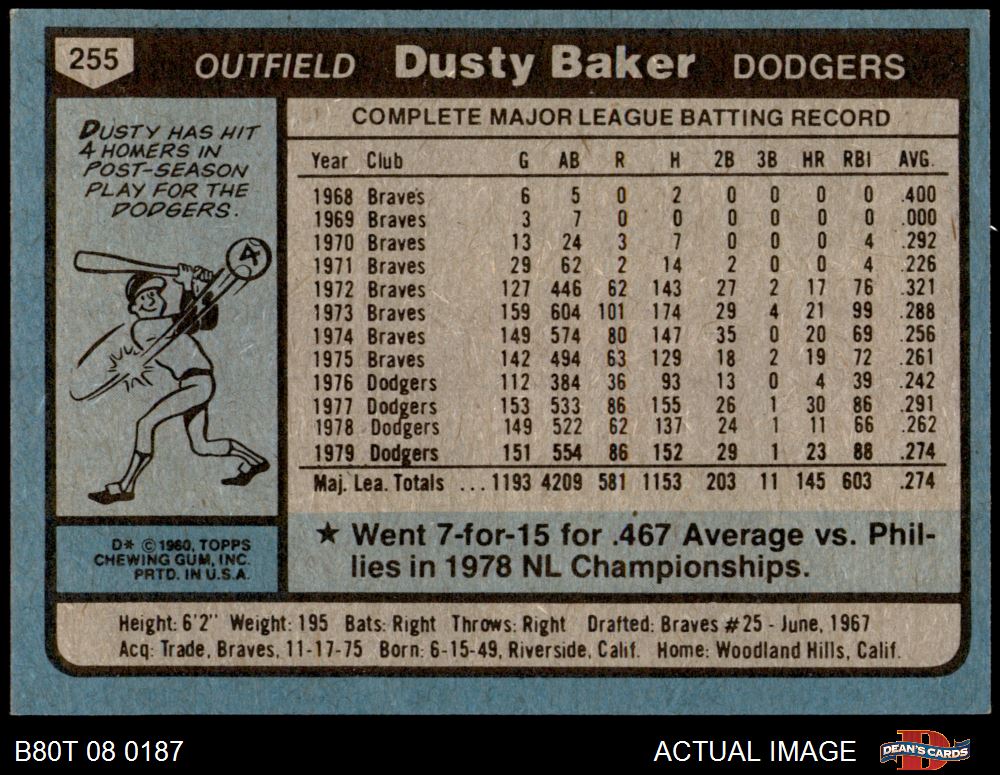 255
OUTFIELD Dusty Baker DODGERS
DUSTY HAS HIT
4 HOMERS IN
POST-SEASON
PLAY FOR THE
DODGERS.
4
COMPLETE MAJOR LEAGUE BATTING RECORD
Year Club G AB R H 2B 3B HR RBI AVG.
1968 Braves 6 5 0 2 0 0 0 0 .400
1969 Braves 3 7 0 0 0 0 0 0 .000
1970 Braves 13 24 3 7 0 0 0 4 .292
1971 Braves 29 62 2 14 2 0 0 4 .226
1972 Braves 127 446 62 143 27 2 17 76 .321
1973 Braves 159 604 101 174 29 4 21 99 .288
1974 Braves 149 574 80 147 35 0 20 69 .256
1975 Braves 142 494 63 129 18 2 19 72 .261
1976 Dodgers 112 384 36 93 13 0 4 39 .242
1977 Dodgers 153 533 86 155 26 1 30 86 .291
1978 Dodgers 149 522 62 137 24 1 11 66 .262
1979 Dodgers 151 554 86 152 29 1 23 88 .274
Maj. Lea. Totals ... 1193 4209 581 1153 203 11 145 603 .274
★ Went 7-for-15 for .467 Average vs. Phil-
lies in 1978 NL Championships.
D* © 1980, TOPPS
CHEWING GUM, INC.
PRTD. IN U.S.A.
Height: 6'2" Weight: 195 Bats: Right Throws: Right Drafted: Braves #25 - June, 1967
Acq: Trade, Braves, 11-17-75 Born: 6-15-49, Riverside, Calif. Home: Woodland Hills, Calif.
B80T 08 0187
ACTUAL IMAGE
DEAN'S CARDS